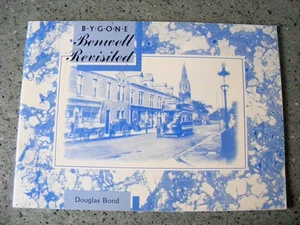 B·Y·G·O·N·E
Benwell
Revisited
Douglas Bond